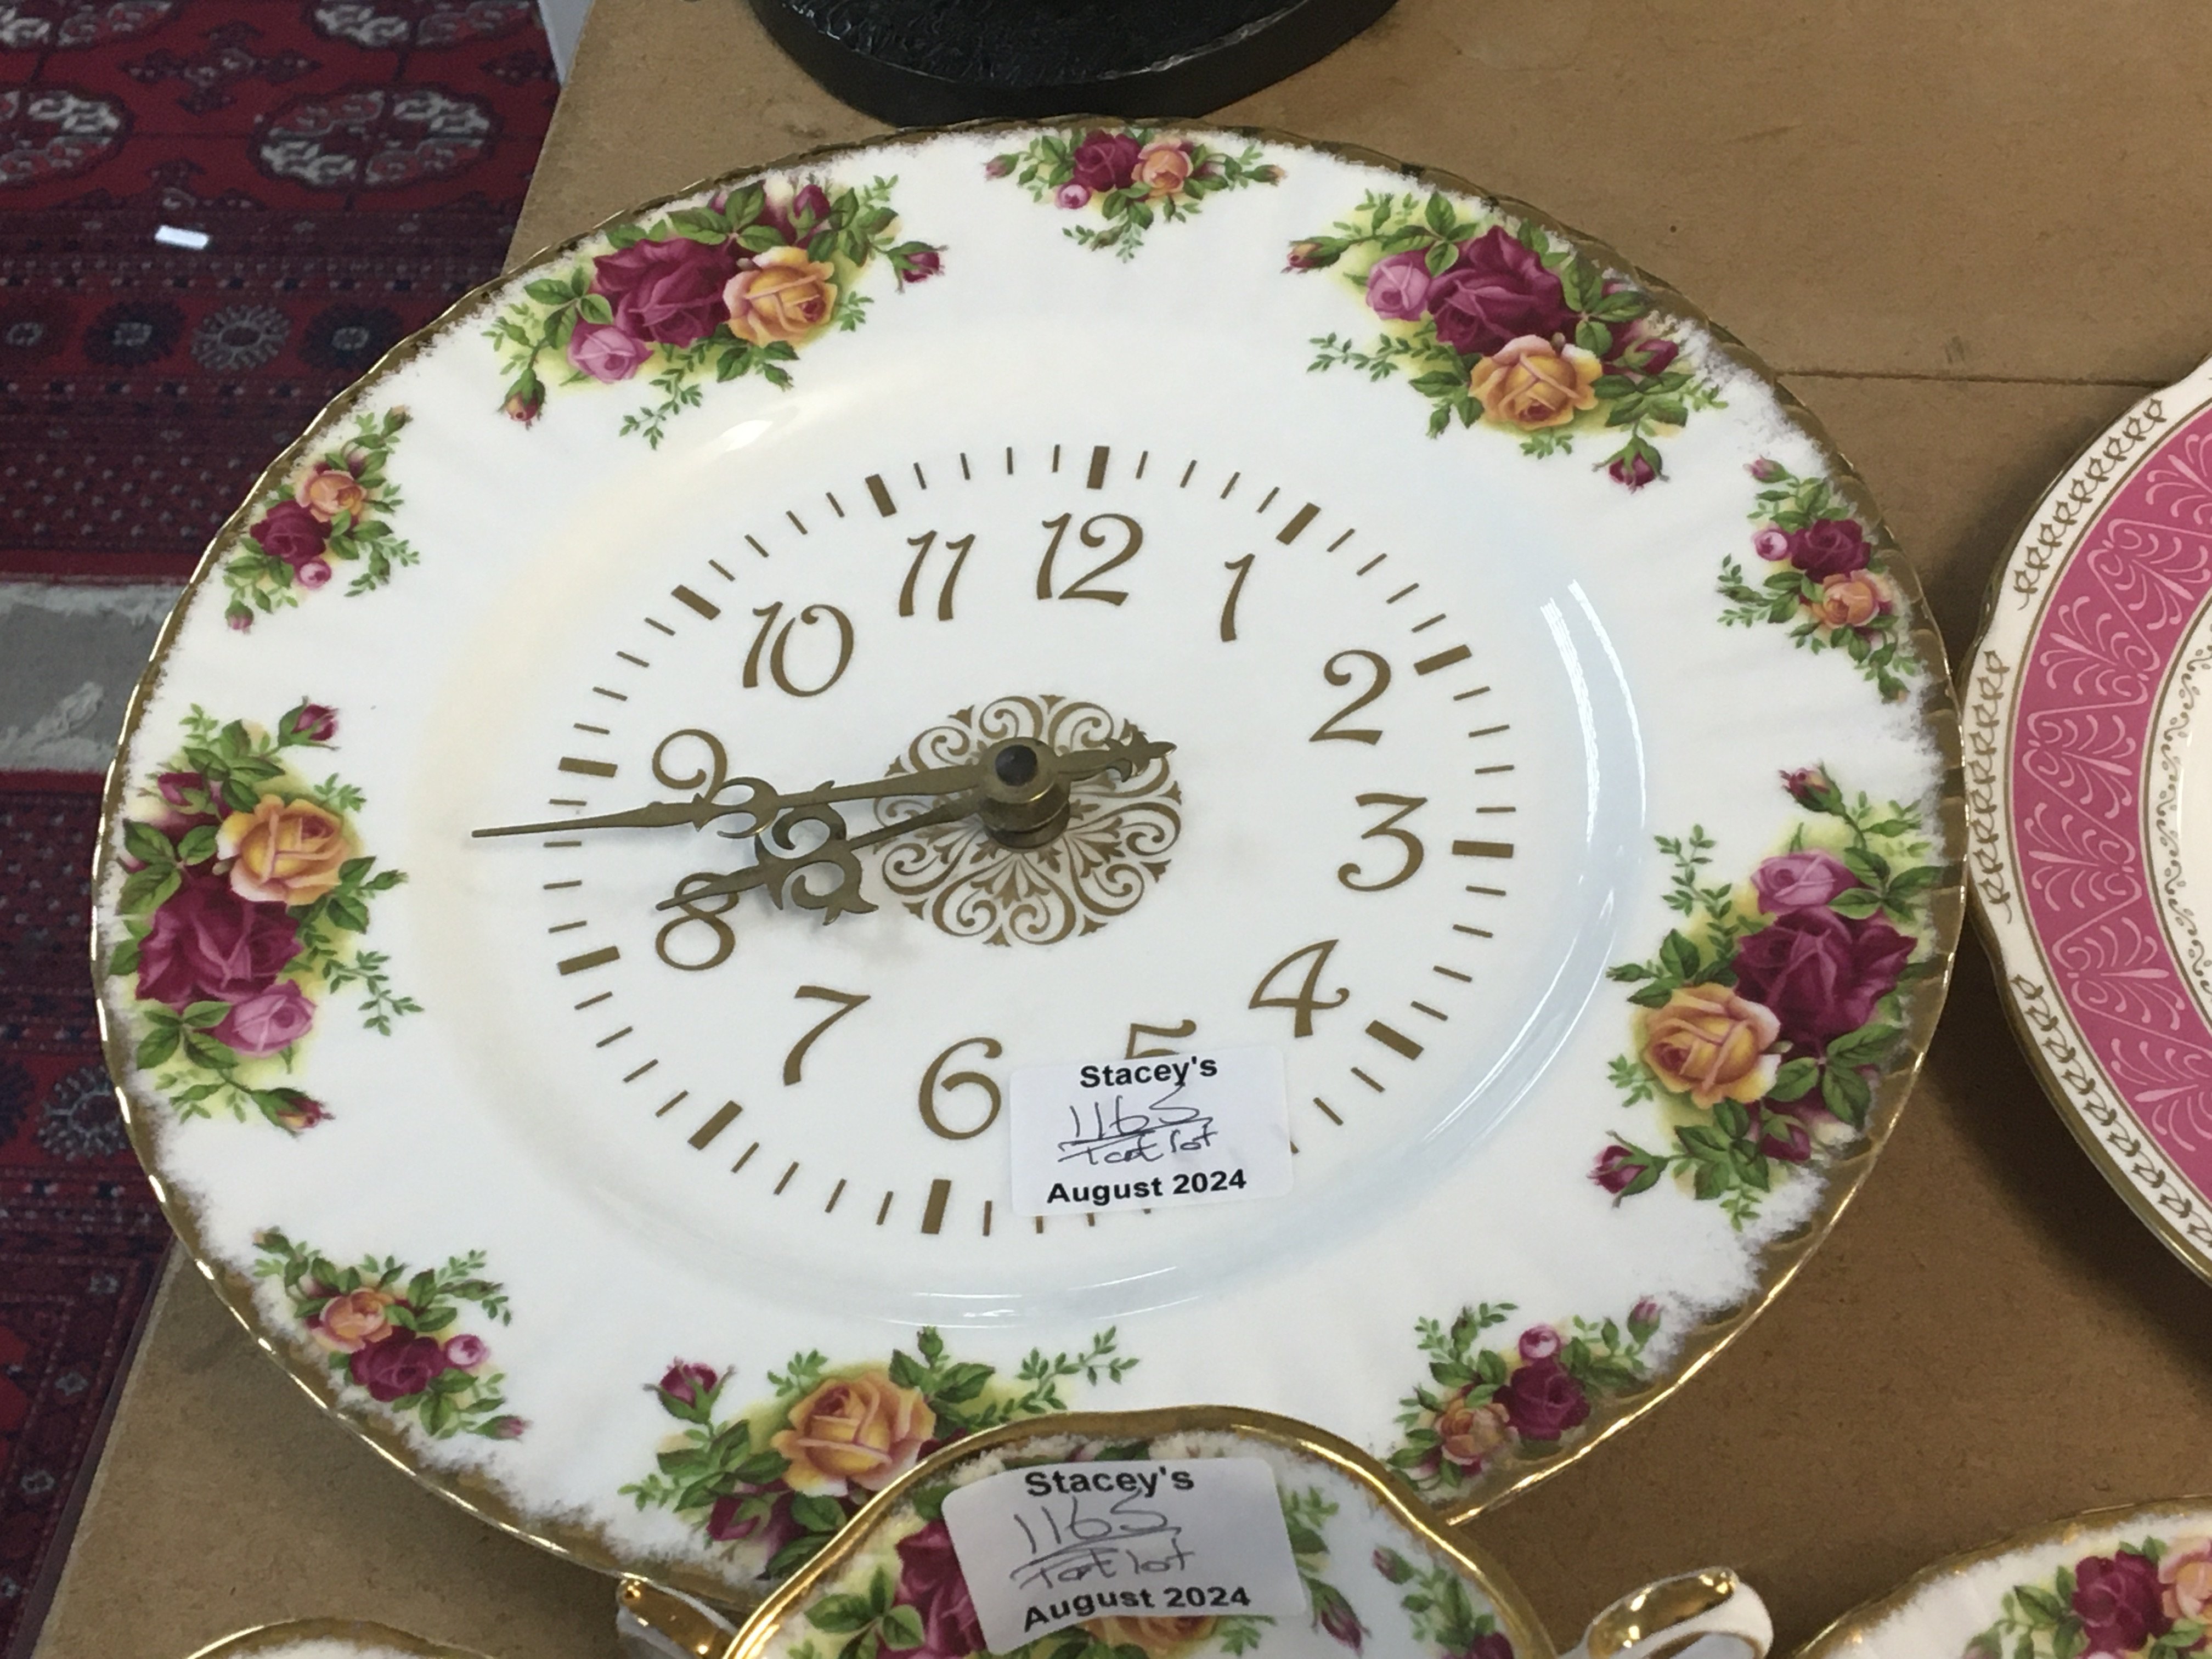 11 12 1
10 2
9 3
8 4
7 6 5
Stacey's
1165
Part lot
August 2024
Stacey's
1165
Part lot
August 2024